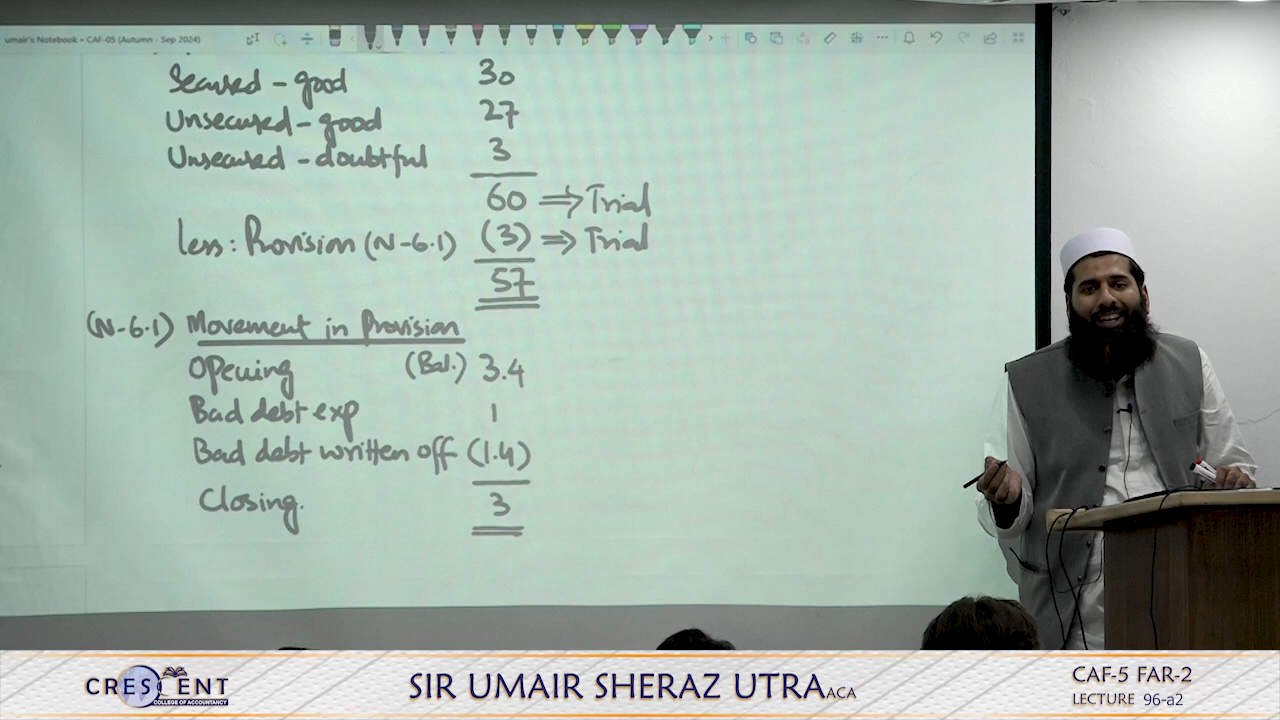 umair's Notebook » CAF-05 (Autumn - Sep 2024)
Secured - good 30
Unsecured - good 27
Unsecured - doubtful 3
60 ⇒ Trial
less: Provision (N-6.1) (3) ⇒ Trial
57
(N-6.1) Movement in Provision
Opening (Bal.) 3.4
Bad debt exp 1
Bad debt written off (1.4)
Closing. 3
CRESCENT
COLLEGE OF ACCOUNTANCY
SIR UMAIR SHERAZ UTRA ACA
CAF-5 FAR-2
LECTURE 96-a2